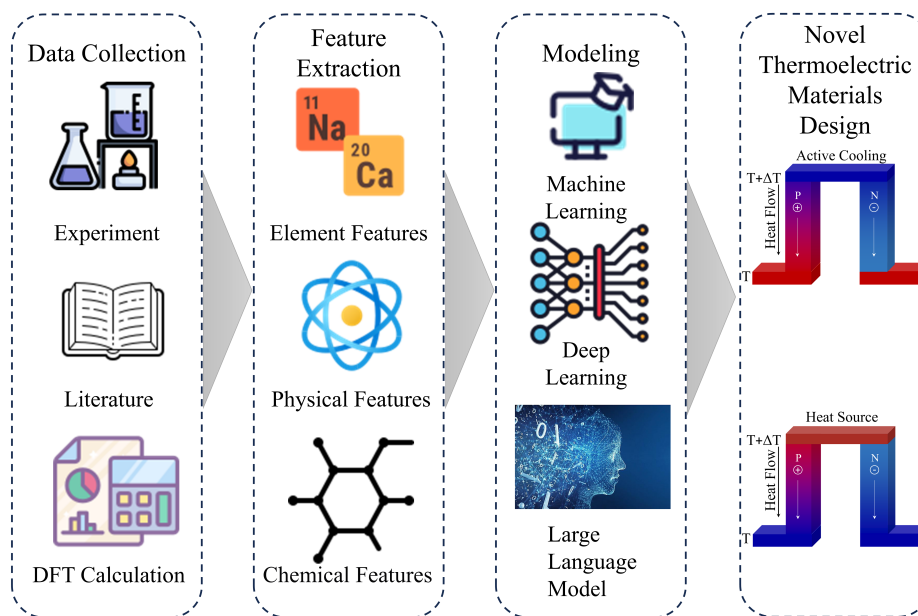 Data Collection
Experiment
Literature
DFT Calculation
Feature
Extraction
11
Na
20
Ca
Element Features
Physical Features
Chemical Features
Modeling
Machine
Learning
Deep
Learning
Large
Language
Model
Novel
Thermoelectric
Materials
Design
Active Cooling
T+ΔT
Heat Flow
P
N
T
Heat Source
T+ΔT
Heat Flow
P
N
T